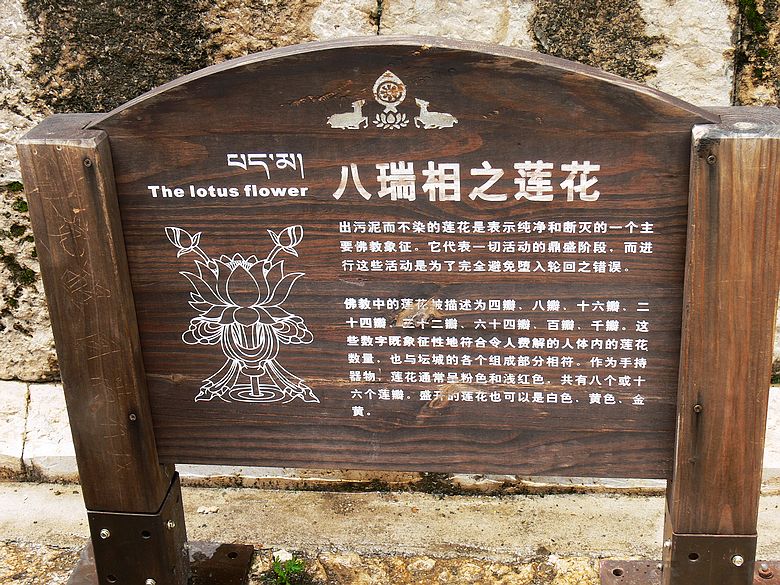 པད་མ།
The lotus flower
八瑞相之莲花
出污泥而不染的莲花是表示纯净和断灭的一个主
要佛教象征。它代表一切活动的鼎盛阶段，而进
行这些活动是为了完全避免堕入轮回之错误。
佛教中的莲花被描述为四瓣、八瓣、十六瓣、二
十四瓣、三十二瓣、六十四瓣、百瓣、千瓣。这
些数字既象征性地符合令人费解的人体内的莲花
数量，也与坛城的各个组成部分相符。作为手持
器物，莲花通常呈粉色和浅红色，共有八个或十
六个莲瓣。盛开的莲花也可以是白色、黄色、金
黄。